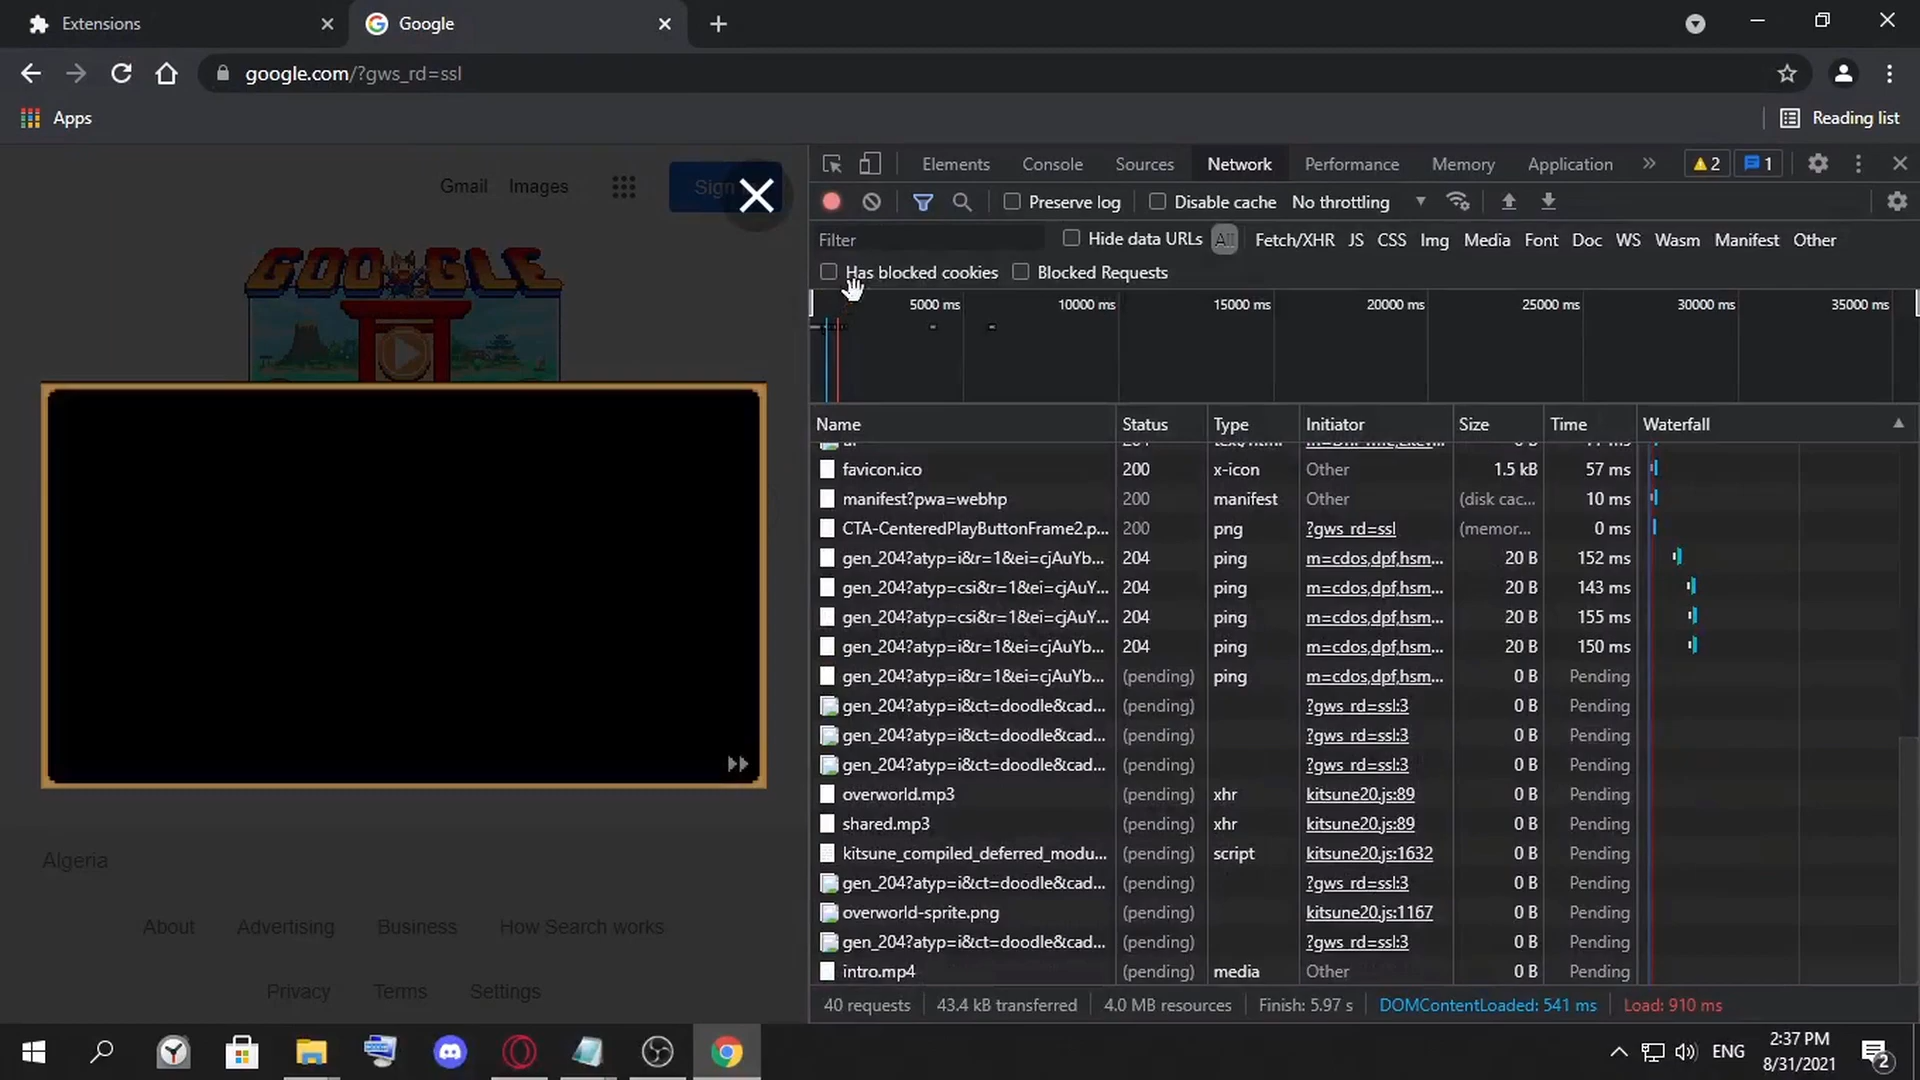 Extensions
Google
google.com/?gws_rd=ssl
Apps
Reading list
Gmail
Images
Sign
GOOGLE
Algeria
About
Advertising
Business
How Search works
Privacy
Terms
Settings
Elements
Console
Sources
Network
Performance
Memory
Application
2
1
Preserve log
Disable cache
No throttling
Filter
Hide data URLs
All
Fetch/XHR
JS
CSS
Img
Media
Font
Doc
WS
Wasm
Manifest
Other
Has blocked cookies
Blocked Requests
5000 ms
10000 ms
15000 ms
20000 ms
25000 ms
30000 ms
35000 ms
Name Status Type Initiator Size Time Waterfall
favicon.ico 200 x-icon Other 1.5 kB 57 ms
manifest?pwa=webhp 200 manifest Other (disk cac... 10 ms
CTA-CenteredPlayButtonFrame2.p... 200 png ?gws_rd=ssl (memor... 0 ms
gen_204?atyp=i&r=1&ei=cjAuYb... 204 ping m=cdos,dpf,hsm... 20 B 152 ms
gen_204?atyp=csi&r=1&ei=cjAuY... 204 ping m=cdos,dpf,hsm... 20 B 143 ms
gen_204?atyp=csi&r=1&ei=cjAuY... 204 ping m=cdos,dpf,hsm... 20 B 155 ms
gen_204?atyp=i&r=1&ei=cjAuYb... 204 ping m=cdos,dpf,hsm... 20 B 150 ms
gen_204?atyp=i&r=1&ei=cjAuYb... (pending) ping m=cdos,dpf,hsm... 0 B Pending
gen_204?atyp=i&ct=doodle&cad... (pending) ?gws_rd=ssl:3 0 B Pending
gen_204?atyp=i&ct=doodle&cad... (pending) ?gws_rd=ssl:3 0 B Pending
gen_204?atyp=i&ct=doodle&cad... (pending) ?gws_rd=ssl:3 0 B Pending
overworld.mp3 (pending) xhr kitsune20.js:89 0 B Pending
shared.mp3 (pending) xhr kitsune20.js:89 0 B Pending
kitsune_compiled_deferred_modu... (pending) script kitsune20.js:1632 0 B Pending
gen_204?atyp=i&ct=doodle&cad... (pending) ?gws_rd=ssl:3 0 B Pending
overworld-sprite.png (pending) kitsune20.js:1167 0 B Pending
gen_204?atyp=i&ct=doodle&cad... (pending) ?gws_rd=ssl:3 0 B Pending
intro.mp4 (pending) media Other 0 B Pending
40 requests
43.4 kB transferred
4.0 MB resources
Finish: 5.97 s
DOMContentLoaded: 541 ms
Load: 910 ms
ENG
2:37 PM
8/31/2021
2